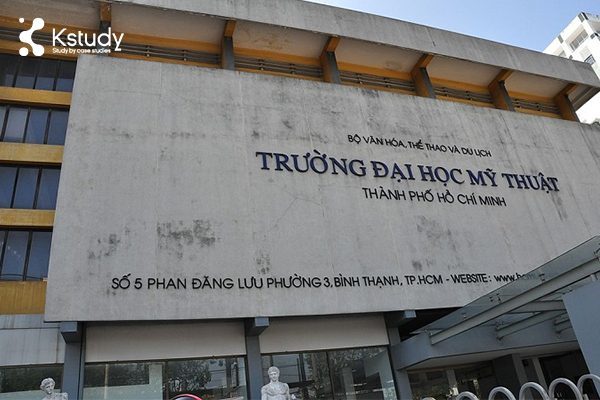 Kstudy
Study by case studies
BỘ VĂN HÓA, THỂ THAO VÀ DU LỊCH
TRƯỜNG ĐẠI HỌC MỸ THUẬT
THÀNH PHỐ HỒ CHÍ MINH
SỐ 5 PHAN ĐĂNG LƯU PHƯỜNG 3, BÌNH THẠNH, TP.HCM - WEBSITE : www.